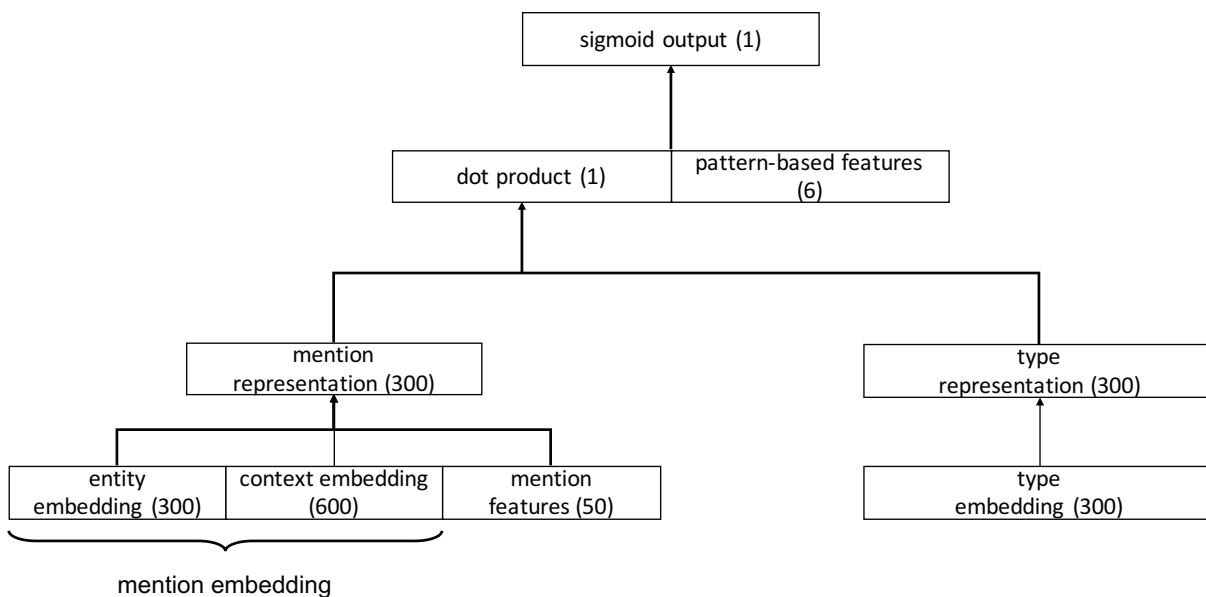 sigmoid output (1)
dot product (1)
pattern-based features
(6)
mention
representation (300)
type
representation (300)
entity
embedding (300)
context embedding
(600)
mention
features (50)
type
embedding (300)
mention embedding